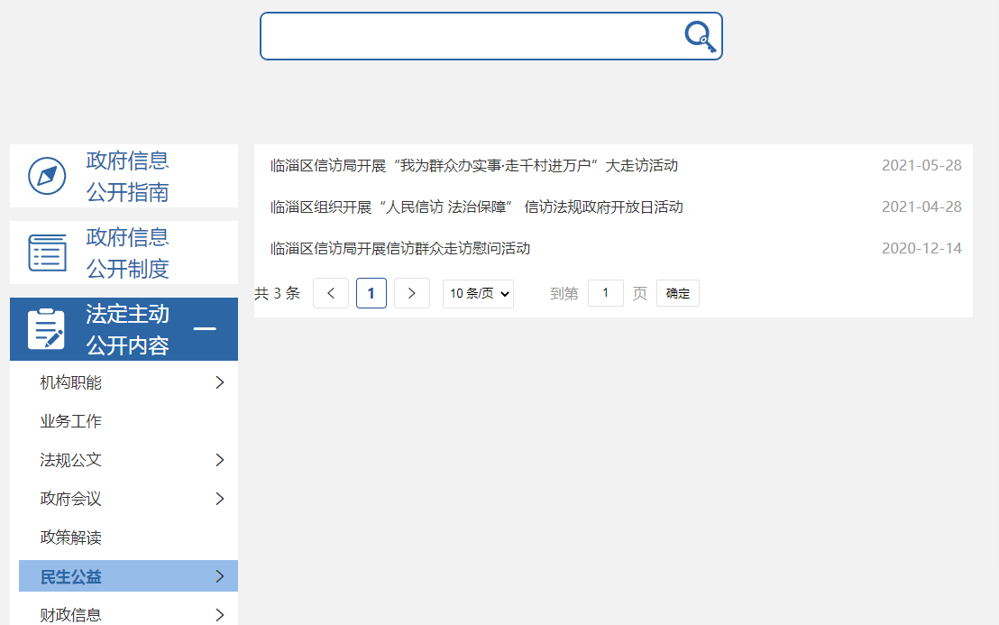 政府信息
公开指南
政府信息
公开制度
法定主动
公开内容
机构职能
业务工作
法规公文
政府会议
政策解读
民生公益
财政信息
临淄区信访局开展“我为群众办实事·走千村进万户”大走访活动 2021-05-28
临淄区组织开展“人民信访 法治保障” 信访法规政府开放日活动 2021-04-28
临淄区信访局开展信访群众走访慰问活动 2020-12-14
共 3 条 1 10 条/页 到第 1 页 确定